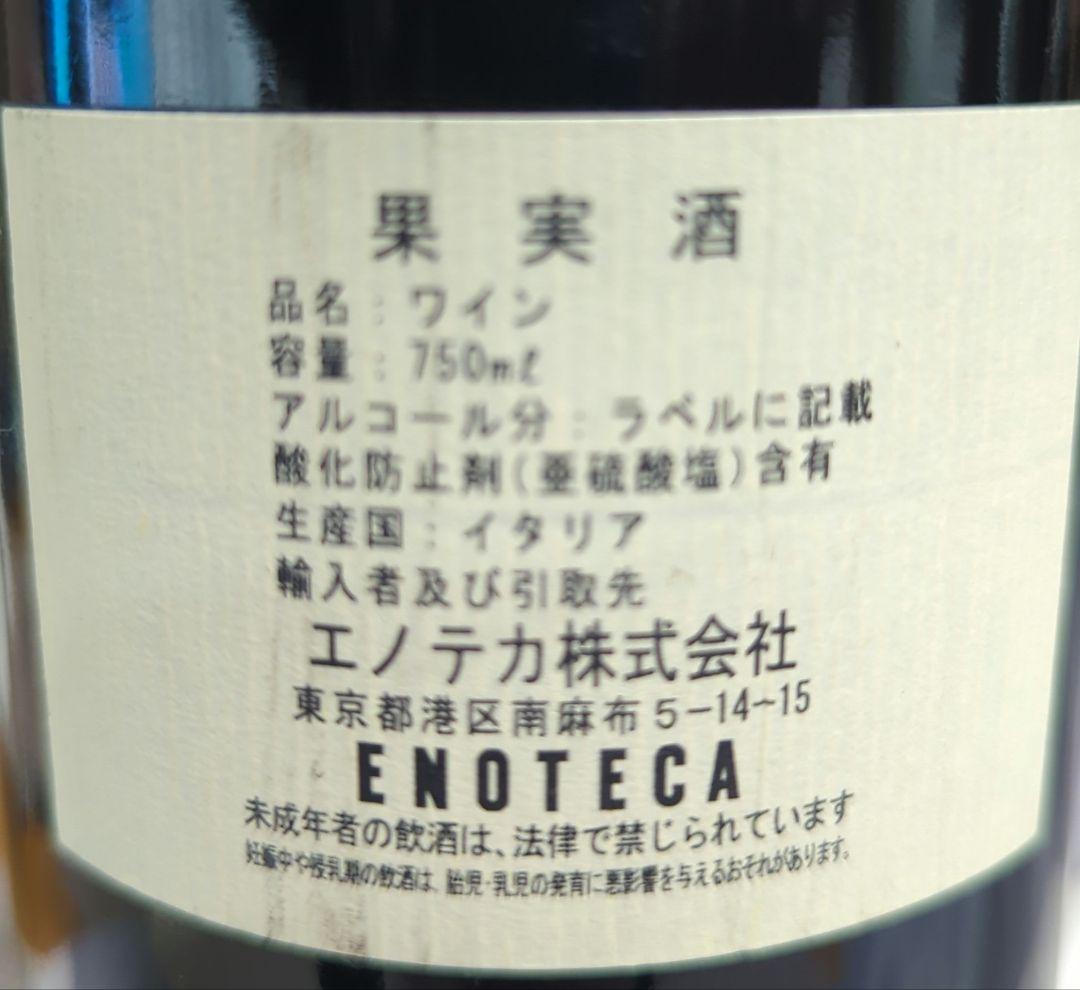 果実酒
品名：ワイン
容量：750mℓ
アルコール分：ラベルに記載
酸化防止剤(亜硫酸塩)含有
生産国：イタリア
輸入者及び引取先
エノテカ株式会社
東京都港区南麻布5-14-15
ENOTECA
未成年者の飲酒は、法律で禁じられています
妊娠中や授乳期の飲酒は、胎児・乳児の発育に悪影響を与えるおそれがあります。